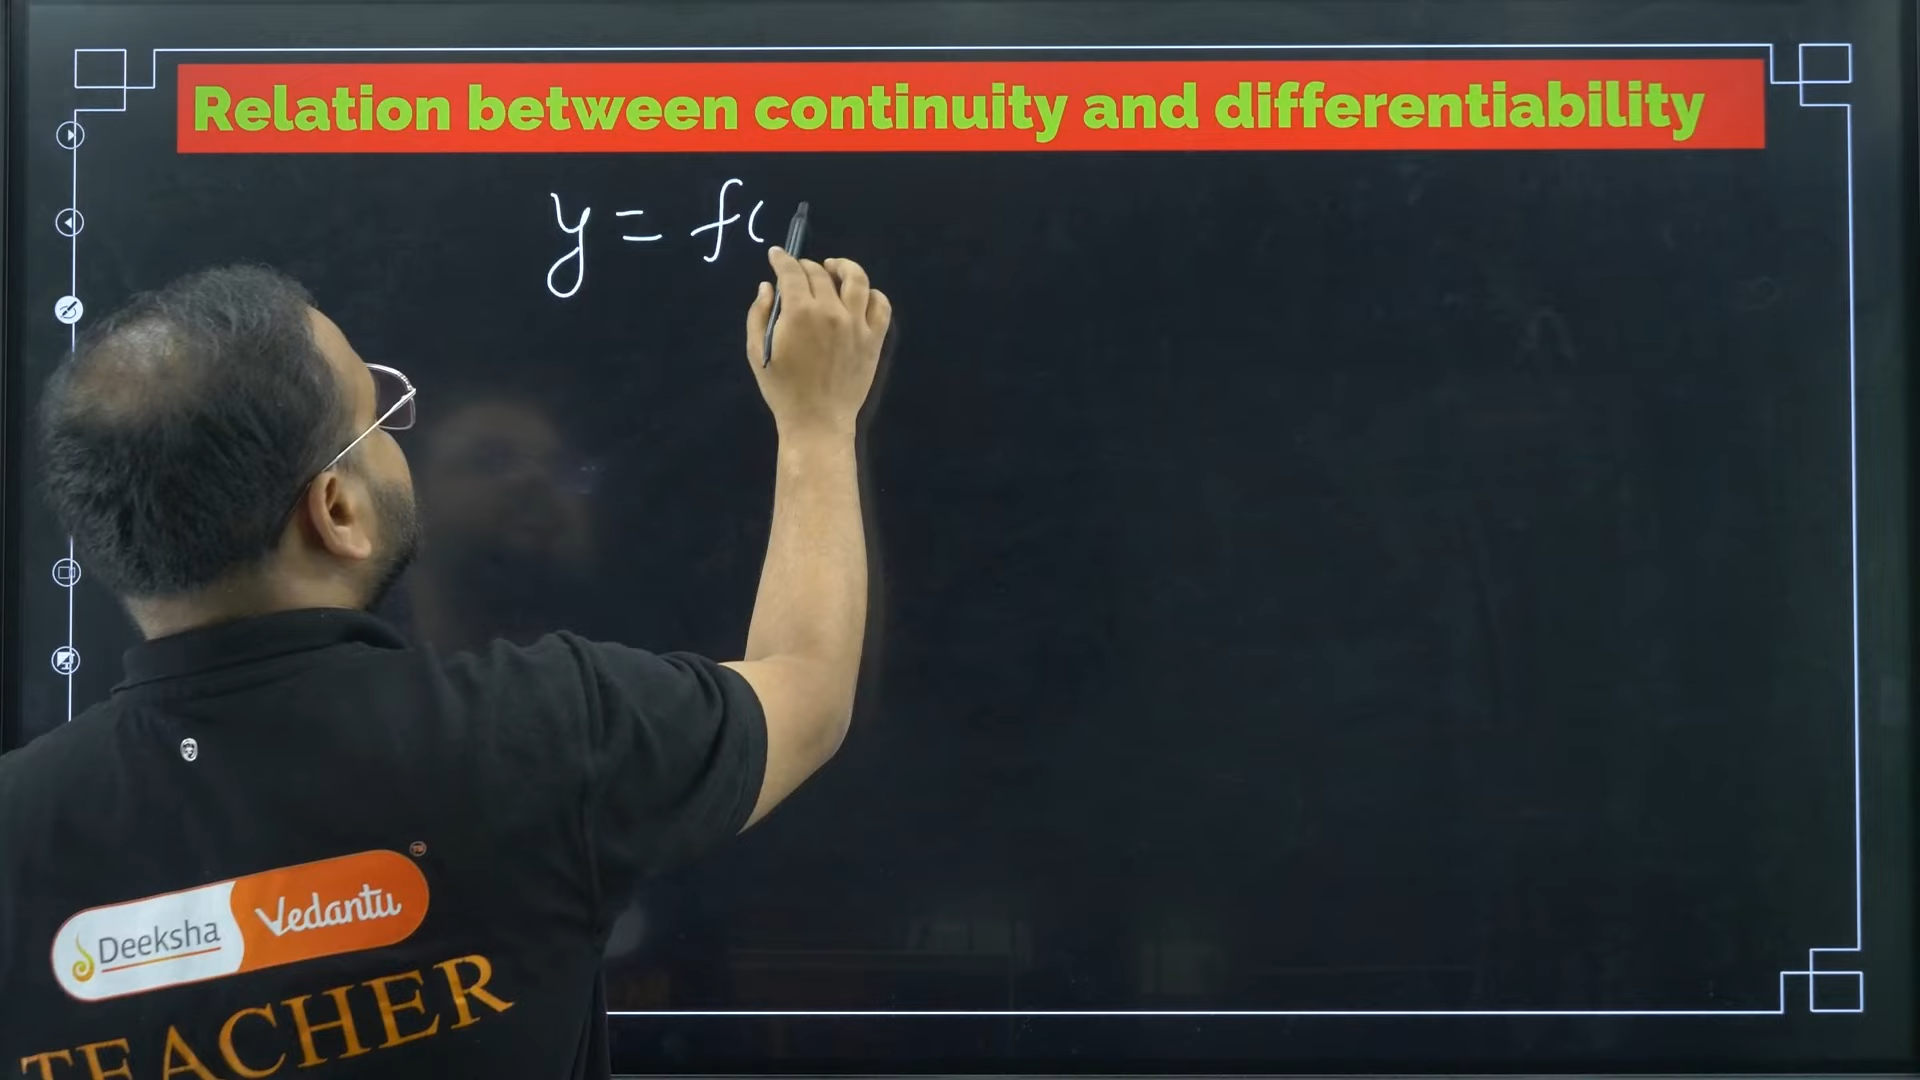 Relation between continuity and differentiability
y = f(
Deeksha Vedantu
TEACHER